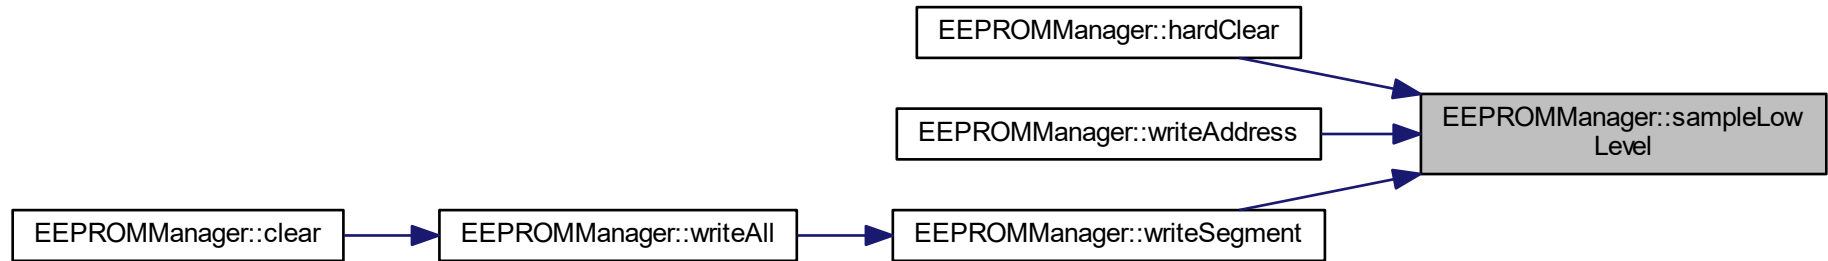 EEPROMManager::hardClear
EEPROMManager::sampleLow
Level
EEPROMManager::writeAddress
EEPROMManager::clear
EEPROMManager::writeAll
EEPROMManager::writeSegment